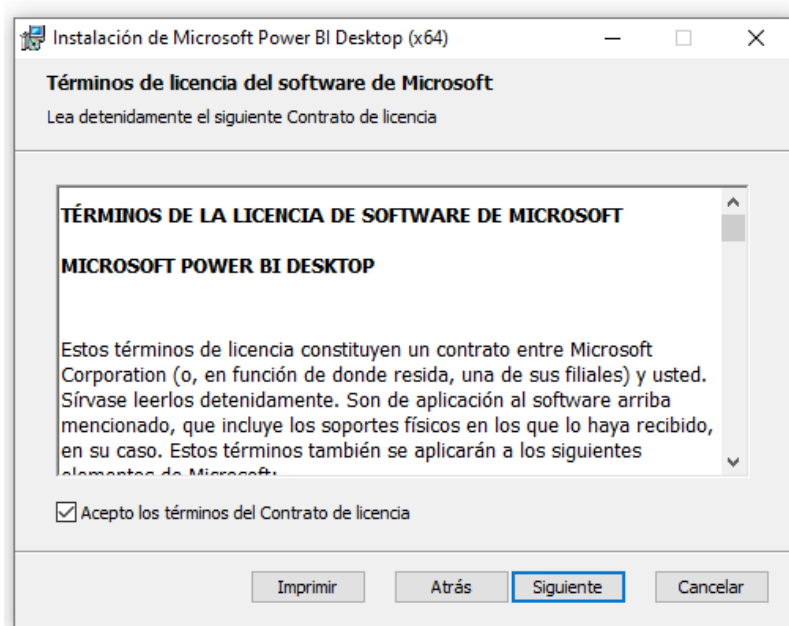 Instalación de Microsoft Power BI Desktop (x64)
Términos de licencia del software de Microsoft
Lea detenidamente el siguiente Contrato de licencia
TÉRMINOS DE LA LICENCIA DE SOFTWARE DE MICROSOFT
MICROSOFT POWER BI DESKTOP
Estos términos de licencia constituyen un contrato entre Microsoft
Corporation (o, en función de donde resida, una de sus filiales) y usted.
Sírvase leerlos detenidamente. Son de aplicación al software arriba
mencionado, que incluye los soportes físicos en los que lo haya recibido,
en su caso. Estos términos también se aplicarán a los siguientes
elementos de Microsoft:
Acepto los términos del Contrato de licencia
Imprimir Atrás Siguiente Cancelar